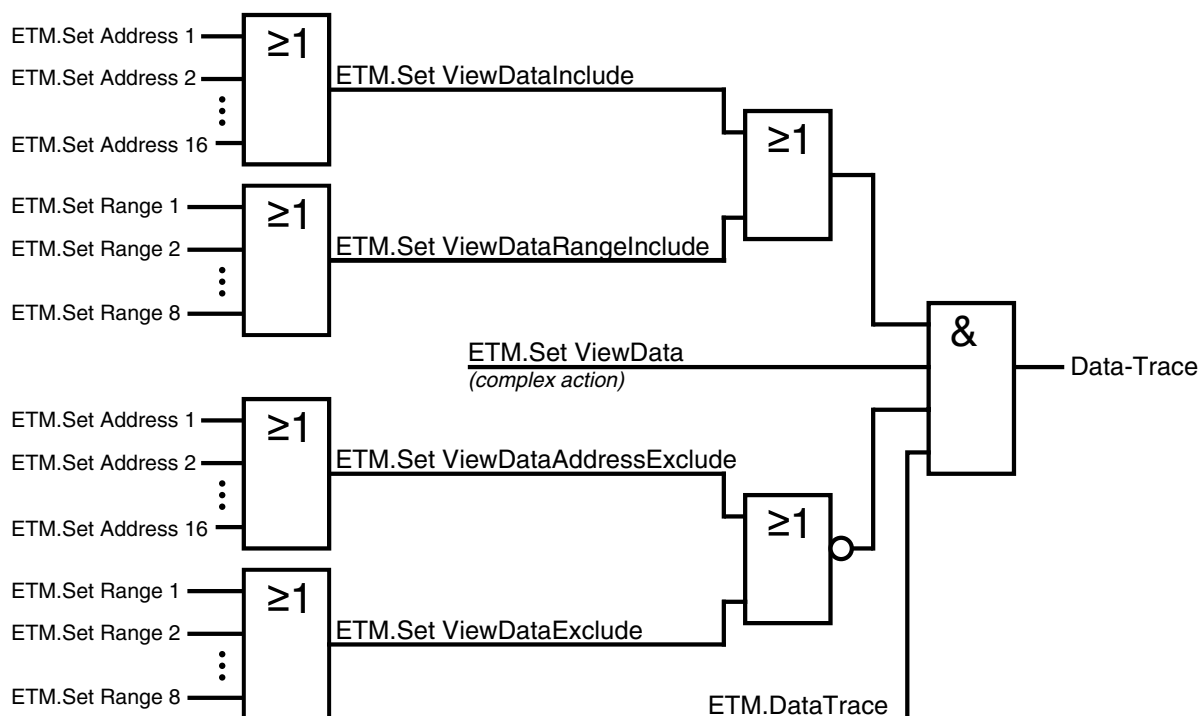 ETM.Set Address 1
≥1
ETM.Set Address 2
ETM.Set ViewDataInclude
ETM.Set Address 16
≥1
ETM.Set Range 1
≥1
ETM.Set Range 2
ETM.Set ViewDataRangeInclude
ETM.Set Range 8
&
ETM.Set ViewData
(complex action)
Data-Trace
ETM.Set Address 1
≥1
ETM.Set Address 2
ETM.Set ViewDataAddressExclude
ETM.Set Address 16
≥1
ETM.Set Range 1
≥1
ETM.Set Range 2
ETM.Set ViewDataExclude
ETM.Set Range 8
ETM.DataTrace